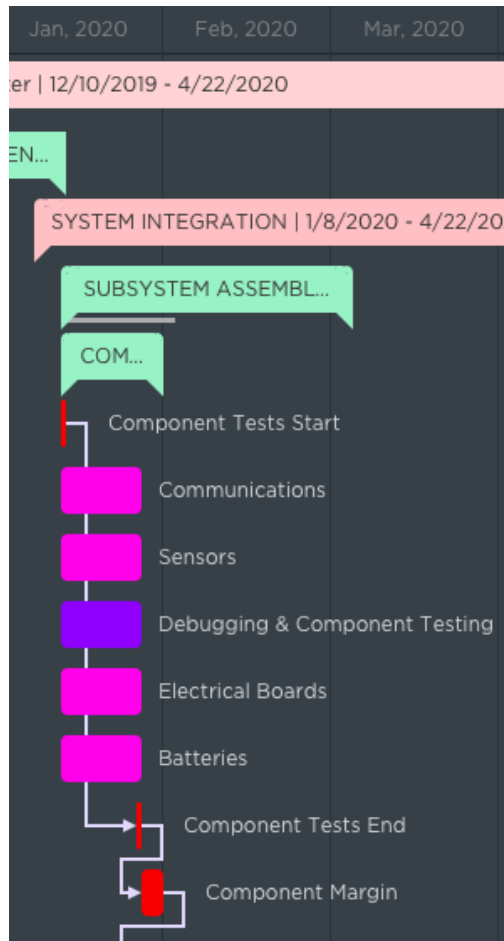 Jan, 2020 Feb, 2020 Mar, 2020
er | 12/10/2019 - 4/22/2020
EN...
SYSTEM INTEGRATION | 1/8/2020 - 4/22/20
SUBSYSTEM ASSEMBL...
COM...
Component Tests Start
Communications
Sensors
Debugging & Component Testing
Electrical Boards
Batteries
Component Tests End
Component Margin